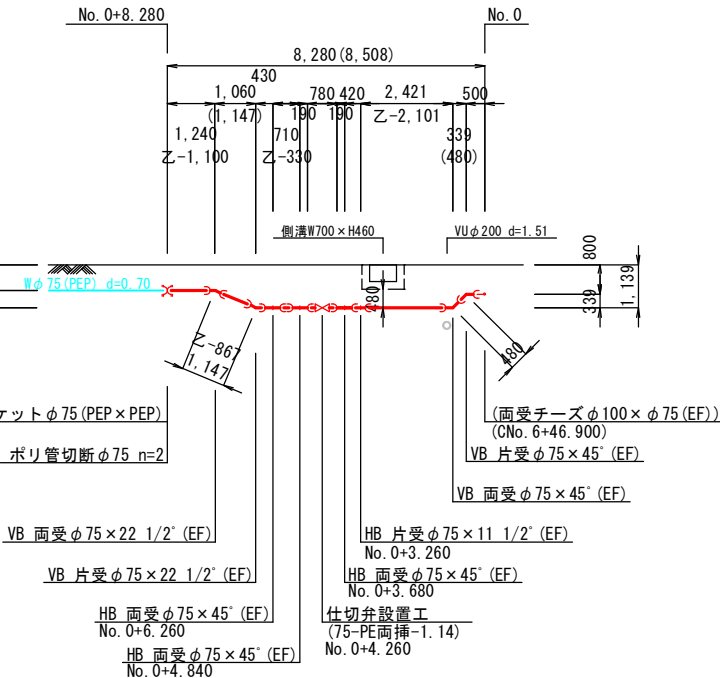 No.0+8.280
No.0
8,280(8,508)
430
1,060
780
420
2,421
500
(1,147)
190
190
乙-2,101
1,240
710
339
乙-1,100
乙-330
(480)
側溝W700×H460
VUφ200 d=1.51
800
Wφ75(PEP) d=0.70
280
339
1,139
乙-867
1,147
480
ケットφ75(PEP×PEP)
(両受チーズφ100×φ75(EF))
(CNo.6+46.900)
ポリ管切断φ75 n=2
VB 片受φ75×45°(EF)
VB 両受φ75×45°(EF)
VB 両受φ75×22 1/2°(EF)
HB 片受φ75×11 1/2°(EF)
No.0+3.260
VB 片受φ75×22 1/2°(EF)
HB 両受φ75×45°(EF)
No.0+3.680
HB 両受φ75×45°(EF)
No.0+6.260
仕切弁設置工
(75-PE両挿-1.14)
No.0+4.260
HB 両受φ75×45°(EF)
No.0+4.840